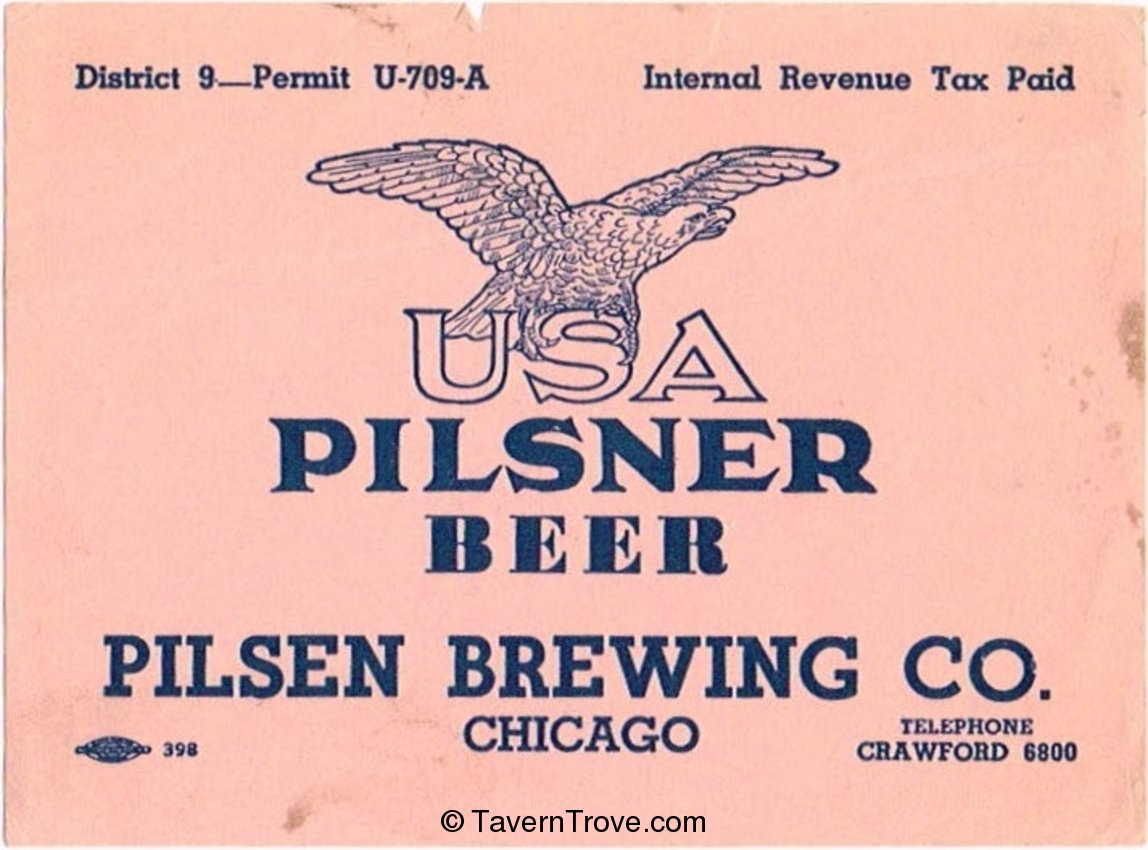 District 9—Permit U-709-A
Internal Revenue Tax Paid
USA
PILSNER
BEER
PILSEN BREWING CO.
CHICAGO
TELEPHONE
CRAWFORD 6800
398
© TavernTrove.com